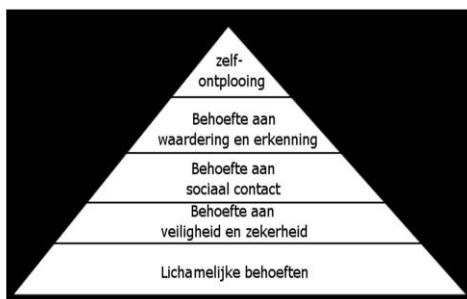 zelf-
ontplooing
Behoefte aan
waardering en erkenning
Behoefte aan
sociaal contact
Behoefte aan
veiligheid en zekerheid
Lichamelijke behoeften